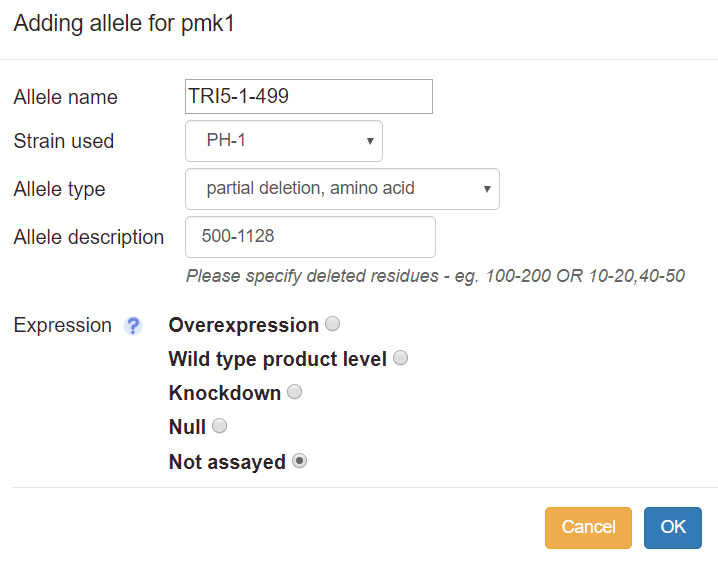 Adding allele for pmk1
Allele name TRI5-1-499
Strain used PH-1
Allele type partial deletion, amino acid
Allele description 500-1128
Please specify deleted residues - eg. 100-200 OR 10-20,40-50
Expression ? Overexpression
Wild type product level
Knockdown
Null
Not assayed
Cancel OK